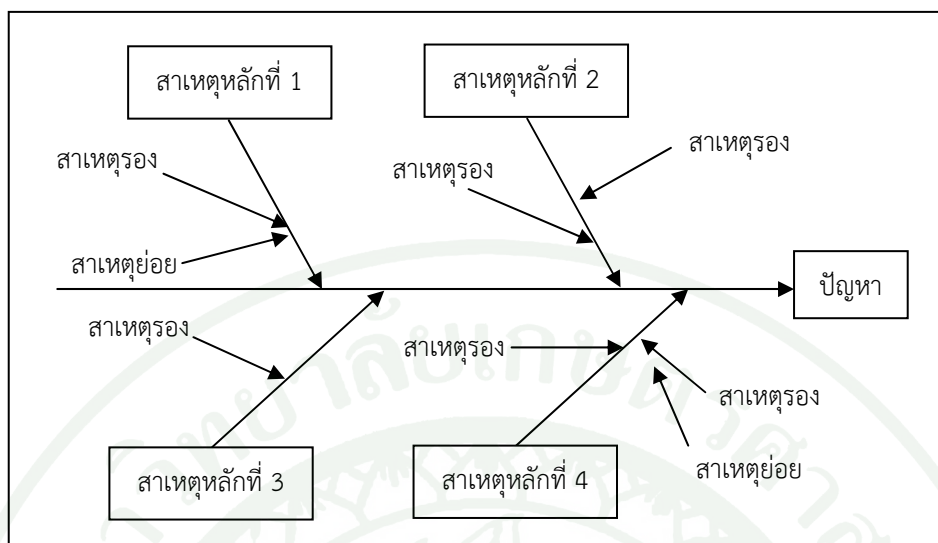 สาเหตุหลักที่ 1
สาเหตุหลักที่ 2
สาเหตุรอง
สาเหตุรอง
สาเหตุรอง
สาเหตุย่อย
ปัญหา
สาเหตุรอง
สาเหตุรอง
สาเหตุรอง
สาเหตุย่อย
สาเหตุหลักที่ 3
สาเหตุหลักที่ 4